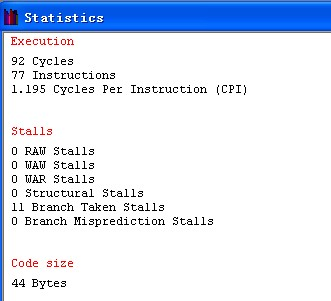 Statistics
Execution
92 Cycles
77 Instructions
1.195 Cycles Per Instruction (CPI)
Stalls
0 RAW Stalls
0 WAW Stalls
0 WAR Stalls
0 Structural Stalls
11 Branch Taken Stalls
0 Branch Misprediction Stalls
Code size
44 Bytes